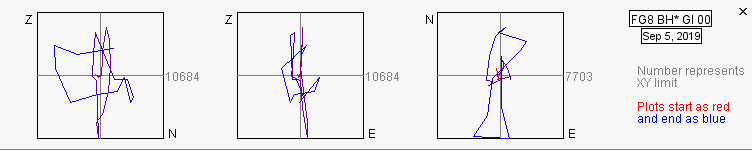 Z
10684
N
Z
10684
E
N
7703
E
×
FG8 BH* GI 00
Sep 5, 2019
Number represents
XY limit
Plots start as red
and end as blue